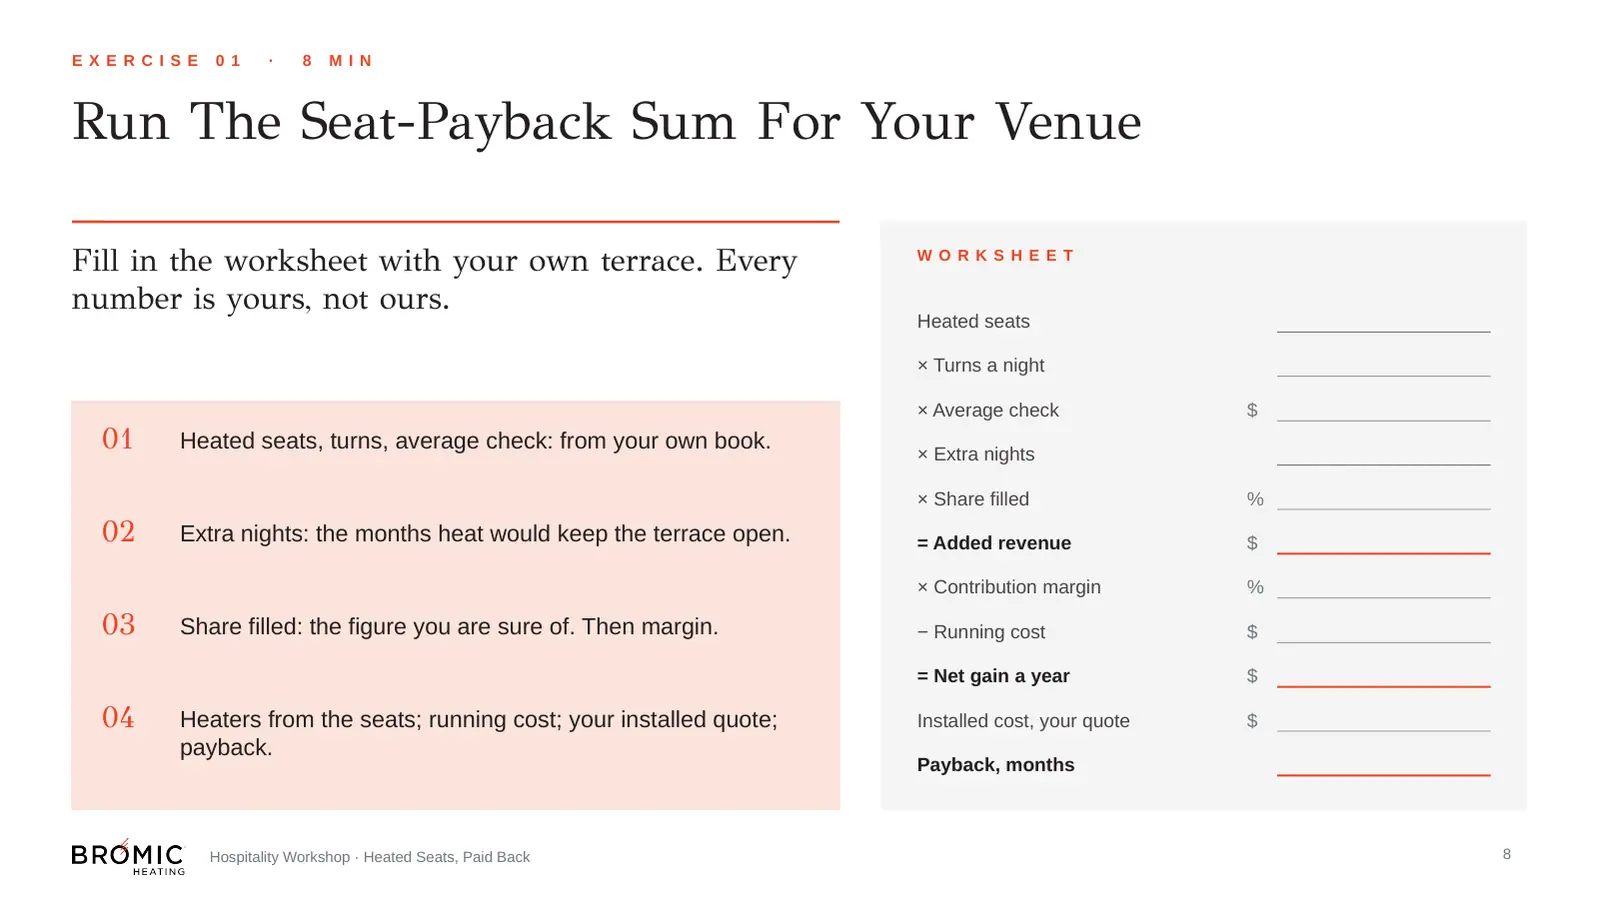 EXERCISE 01 · 8 MIN
Run The Seat-Payback Sum For Your Venue
Fill in the worksheet with your own terrace. Every
number is yours, not ours.
01 Heated seats, turns, average check: from your own book.
02 Extra nights: the months heat would keep the terrace open.
03 Share filled: the figure you are sure of. Then margin.
04 Heaters from the seats; running cost; your installed quote;
payback.
WORKSHEET
Heated seats
× Turns a night
× Average check $
× Extra nights
× Share filled %
= Added revenue $
× Contribution margin %
− Running cost $
= Net gain a year $
Installed cost, your quote $
Payback, months
BROMIC
HEATING
Hospitality Workshop · Heated Seats, Paid Back
8